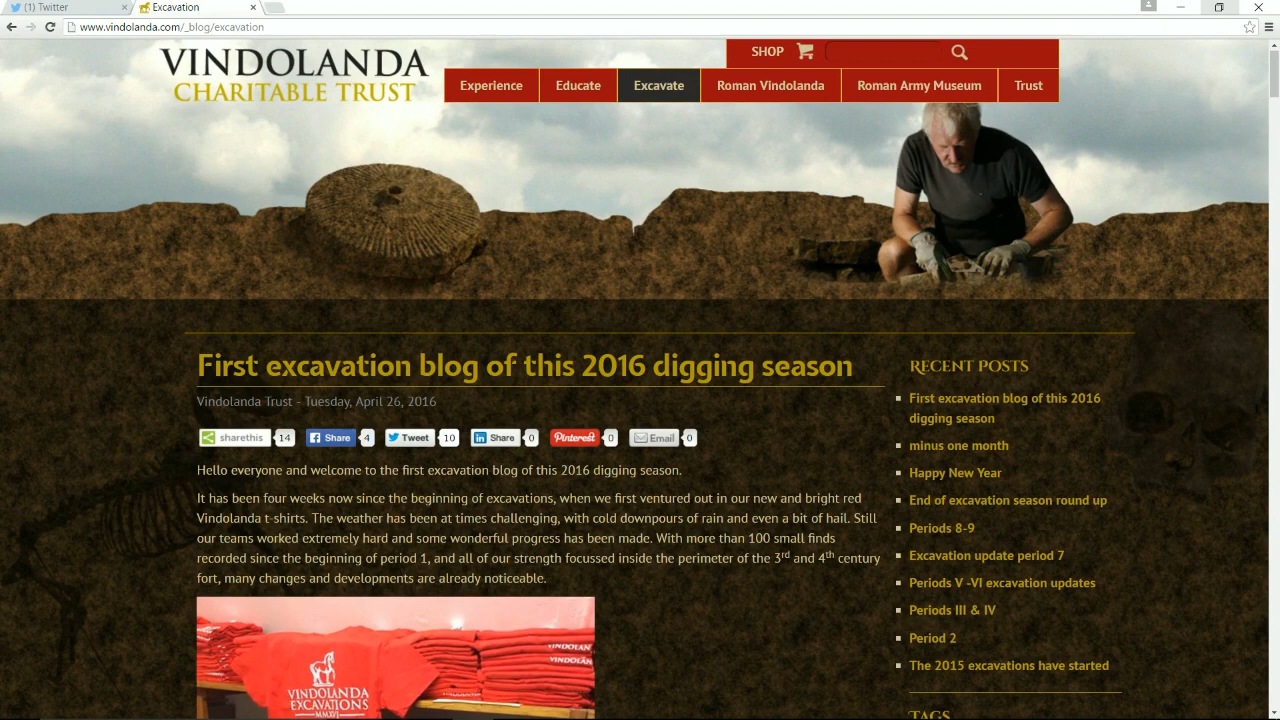 (1) Twitter
Excavation
www.vindolanda.com/_blog/excavation
VINDOLANDA
CHARITABLE TRUST
SHOP
Experience
Educate
Excavate
Roman Vindolanda
Roman Army Museum
Trust
First excavation blog of this 2016 digging season
Vindolanda Trust - Tuesday, April 26, 2016
sharethis 14 Share 4 Tweet 10 Share 0 Pinterest 0 Email 0
Hello everyone and welcome to the first excavation blog of this 2016 digging season.
It has been four weeks now since the beginning of excavations, when we first ventured out in our new and bright red
Vindolanda t-shirts. The weather has been at times challenging, with cold downpours of rain and even a bit of hail. Still
our teams worked extremely hard and some wonderful progress has been made. With more than 100 small finds
recorded since the beginning of period 1, and all of our strength focussed inside the perimeter of the 3rd and 4th century
fort, many changes and developments are already noticeable.
VINDOLAN
VINDOLAN
VINDOLANDA
EXCAVATIONS
MMXVI
RECENT POSTS
First excavation blog of this 2016
digging season
minus one month
Happy New Year
End of excavation season round up
Periods 8-9
Excavation update period 7
Periods V -VI excavation updates
Periods III & IV
Period 2
The 2015 excavations have started
TAGS